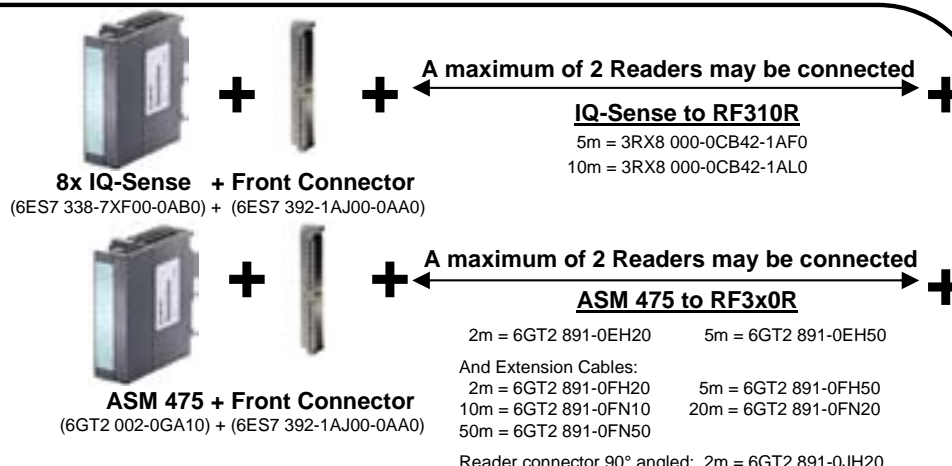 A maximum of 2 Readers may be connected
IQ-Sense to RF310R
5m = 3RX8 000-0CB42-1AF0
10m = 3RX8 000-0CB42-1AL0
8x IQ-Sense + Front Connector
(6ES7 338-7XF00-0AB0) + (6ES7 392-1AJ00-0AA0)
A maximum of 2 Readers may be connected
ASM 475 to RF3x0R
2m = 6GT2 891-0EH20 5m = 6GT2 891-0EH50
And Extension Cables:
2m = 6GT2 891-0FH20 5m = 6GT2 891-0FH50
10m = 6GT2 891-0FN10 20m = 6GT2 891-0FN20
50m = 6GT2 891-0FN50
ASM 475 + Front Connector
(6GT2 002-0GA10) + (6ES7 392-1AJ00-0AA0)
Reader connector 90° angled: 2m = 6GT2 891-0JH20